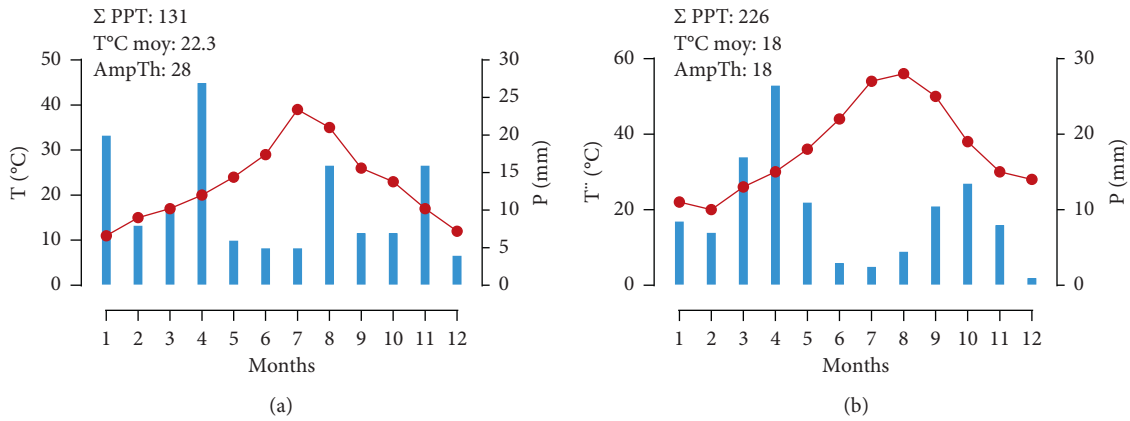 Σ PPT: 131
T°C moy: 22.3
AmpTh: 28
50
40
30
20
10
0
T (°C)
30
25
20
15
10
5
0
P (mm)
1 2 3 4 5 6 7 8 9 10 11 12
Months
(a)
Σ PPT: 226
T°C moy: 18
AmpTh: 18
60
40
20
0
T¨ (°C)
30
20
10
0
P (mm)
1 2 3 4 5 6 7 8 9 10 11 12
Months
(b)